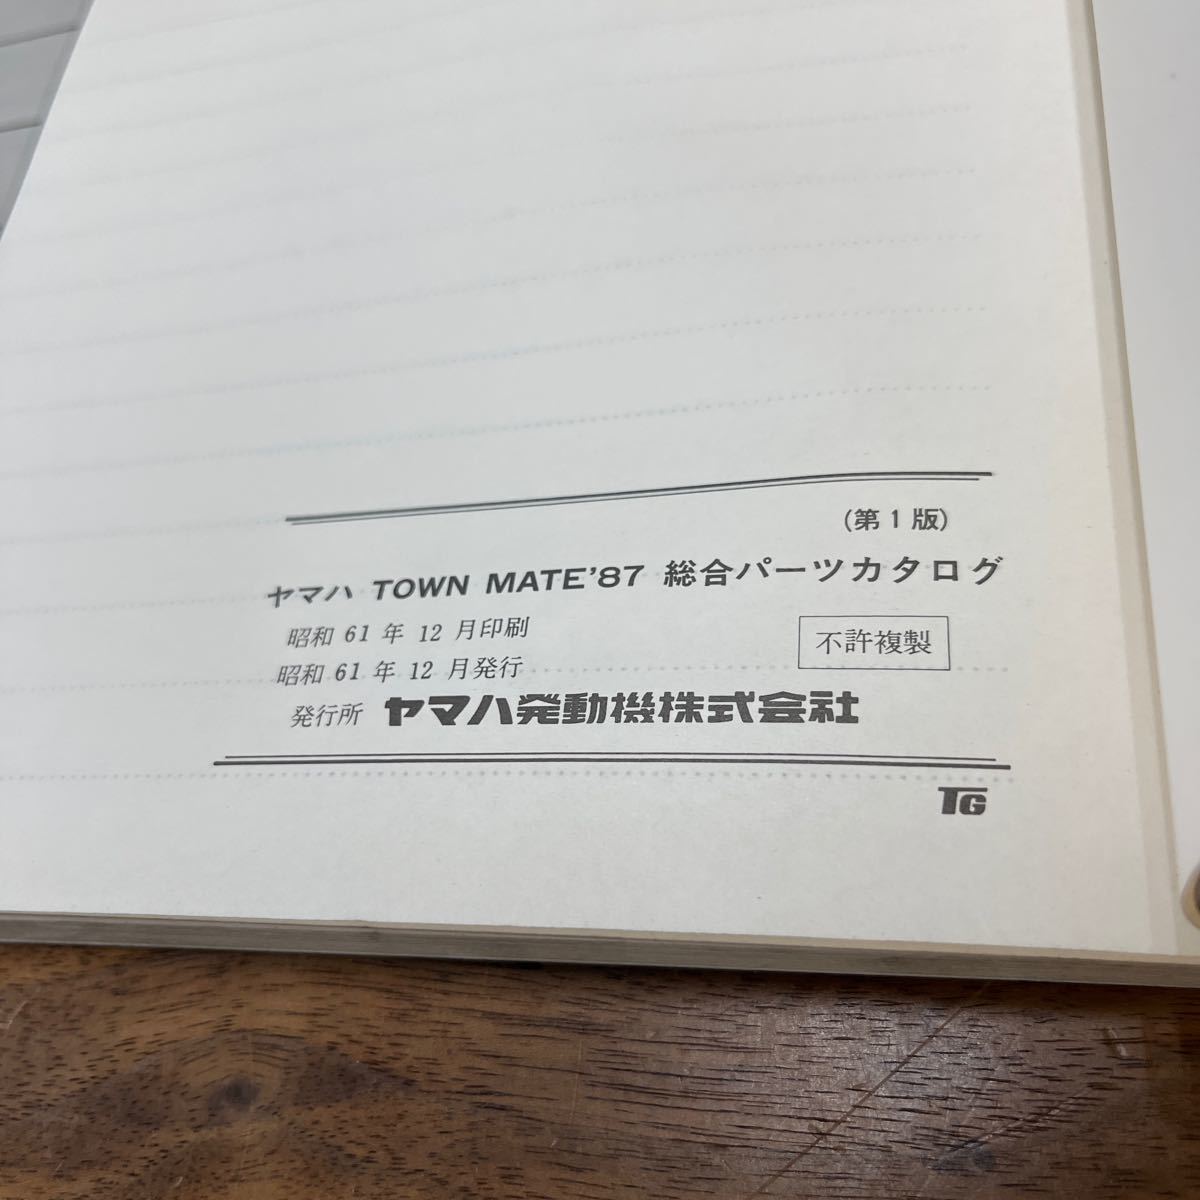 (第1版)
ヤマハ TOWN MATE'87 総合パーツカタログ
昭和 61 年 12 月印刷
不許複製
昭和 61 年 12 月発行
発行所 ヤマハ発動機株式会社
TG